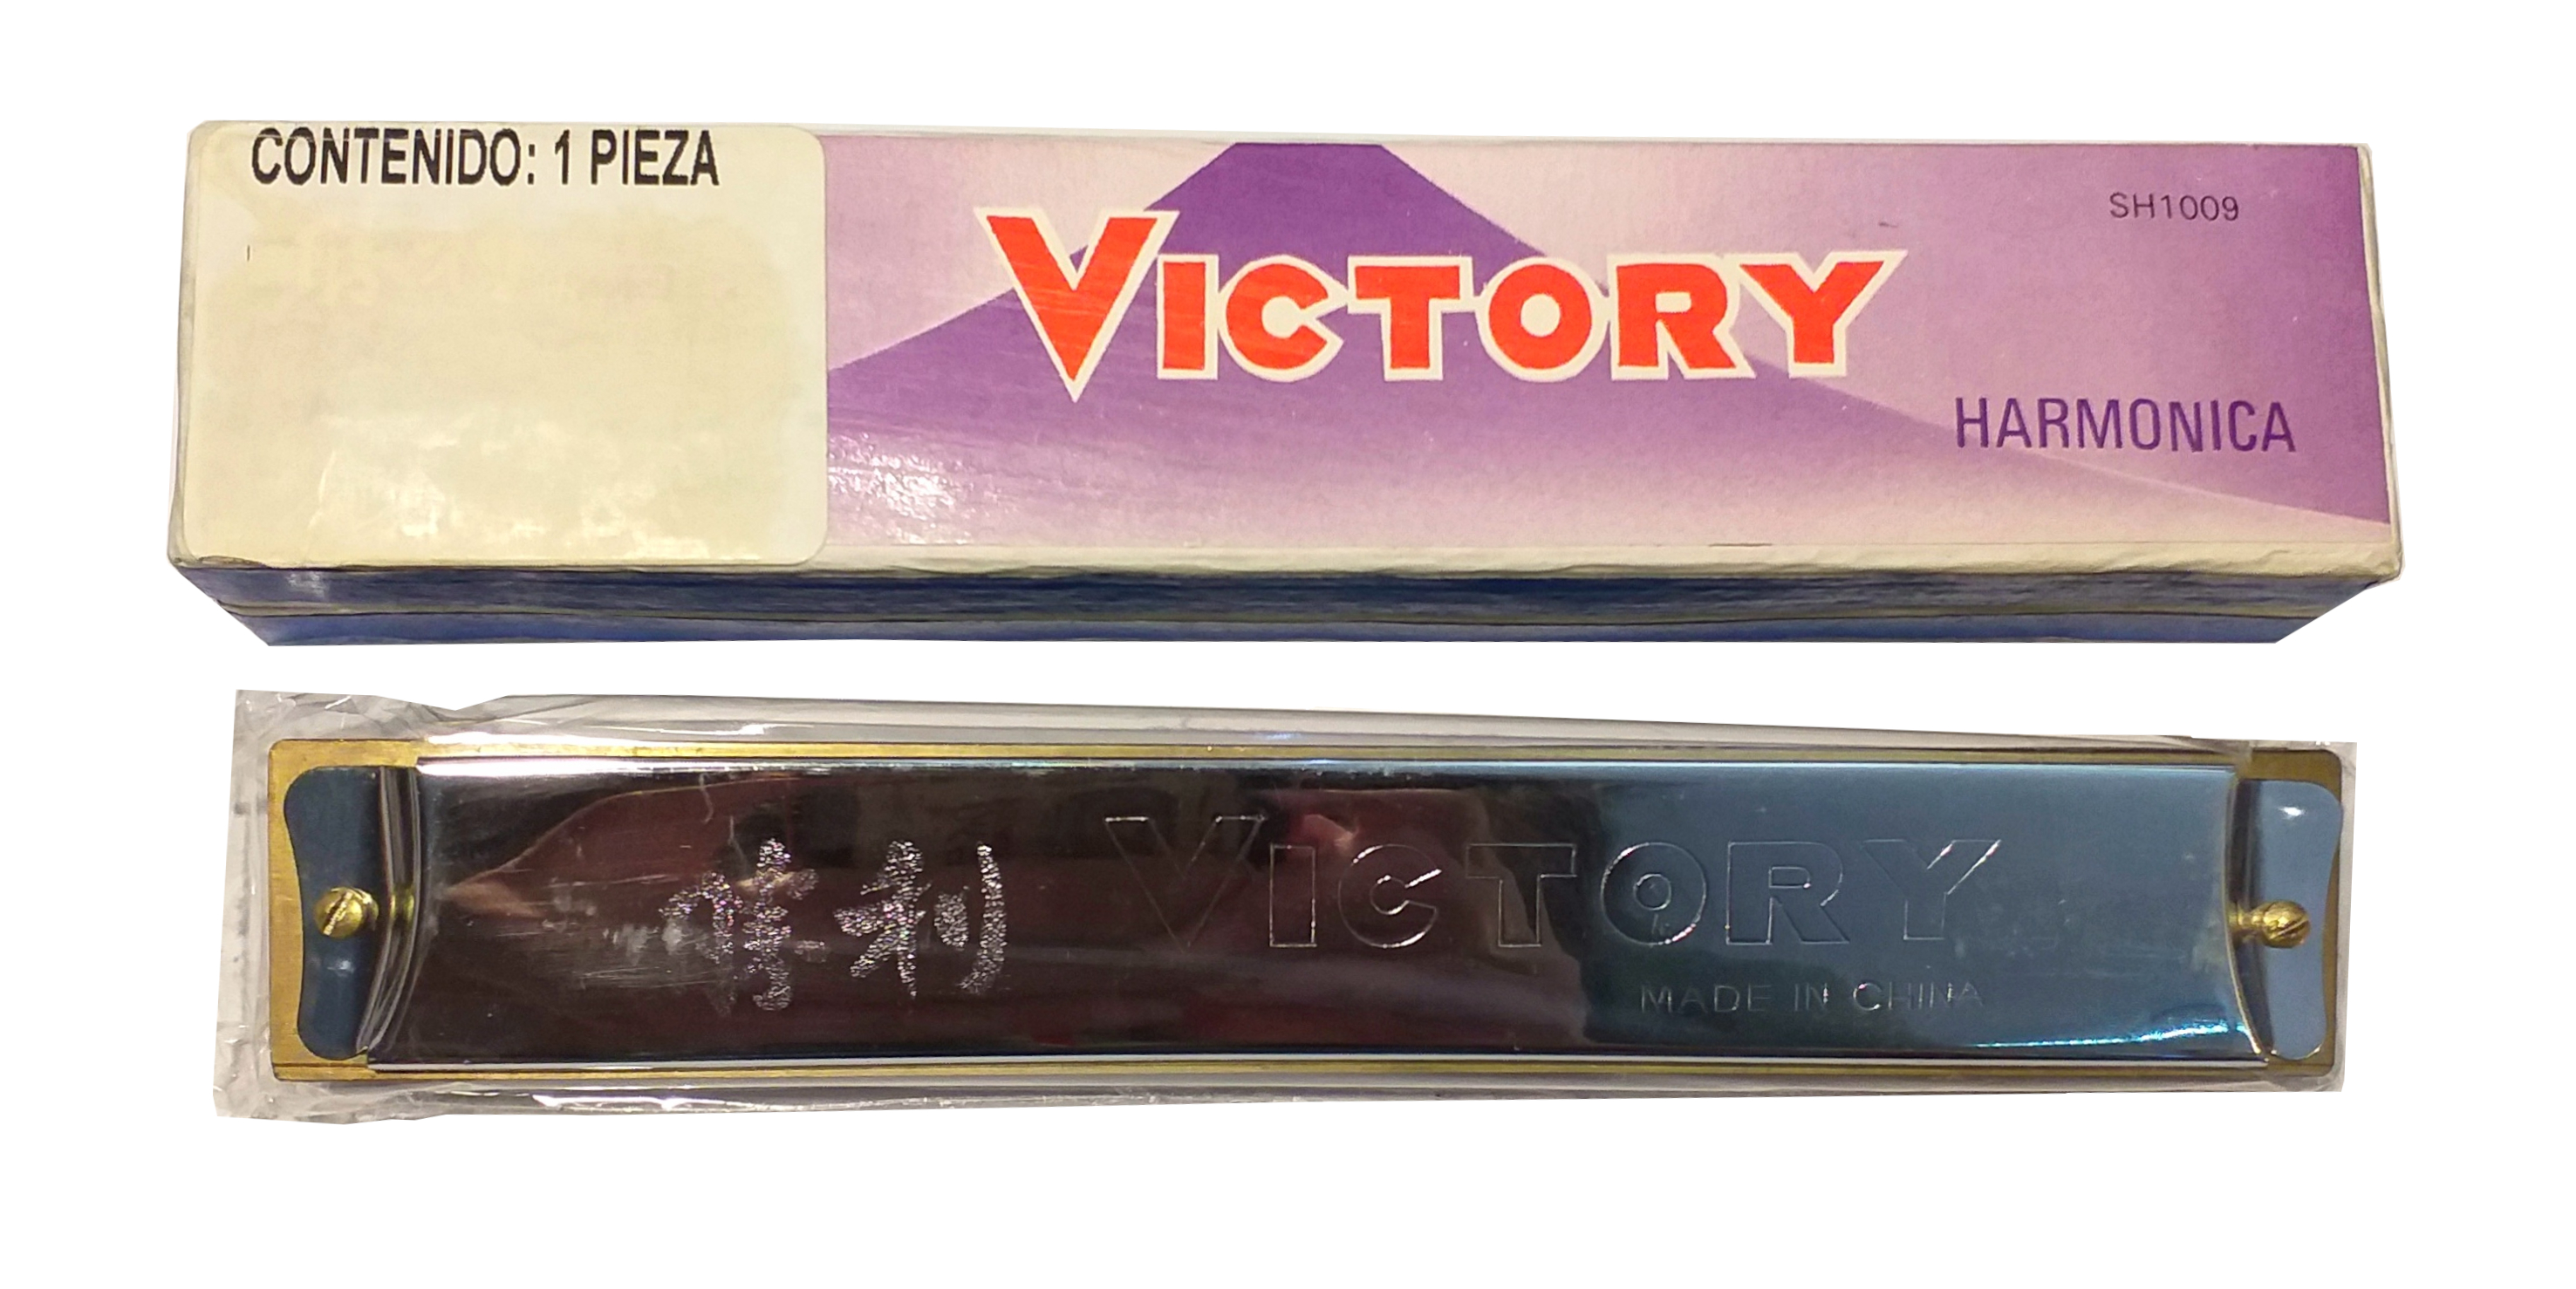 CONTENIDO: 1 PIEZA
SH1009
VICTORY
HARMONICA
胜利 VICTORY
MADE IN CHINA